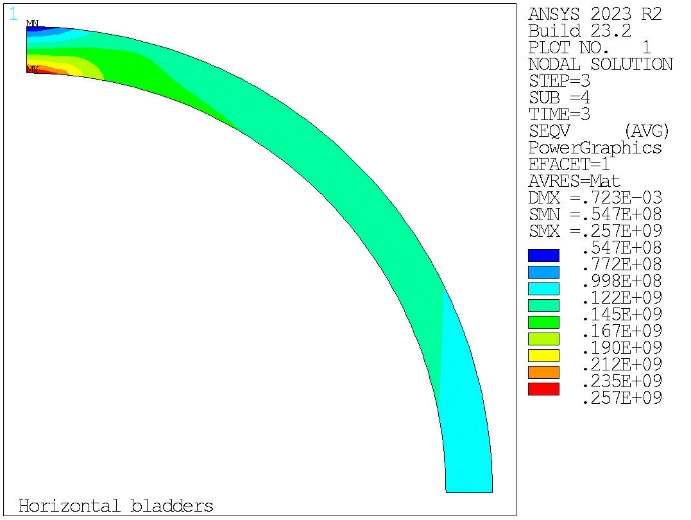 1
MN
MX
ANSYS 2023 R2
Build 23.2
PLOT NO.   1
NODAL SOLUTION
STEP=3
SUB =4
TIME=3
SEQV     (AVG)
PowerGraphics
EFACET=1
AVRES=Mat
DMX =.723E-03
SMN =.547E+08
SMX =.257E+09
.547E+08
.772E+08
.998E+08
.122E+09
.145E+09
.167E+09
.190E+09
.212E+09
.235E+09
.257E+09
Horizontal bladders